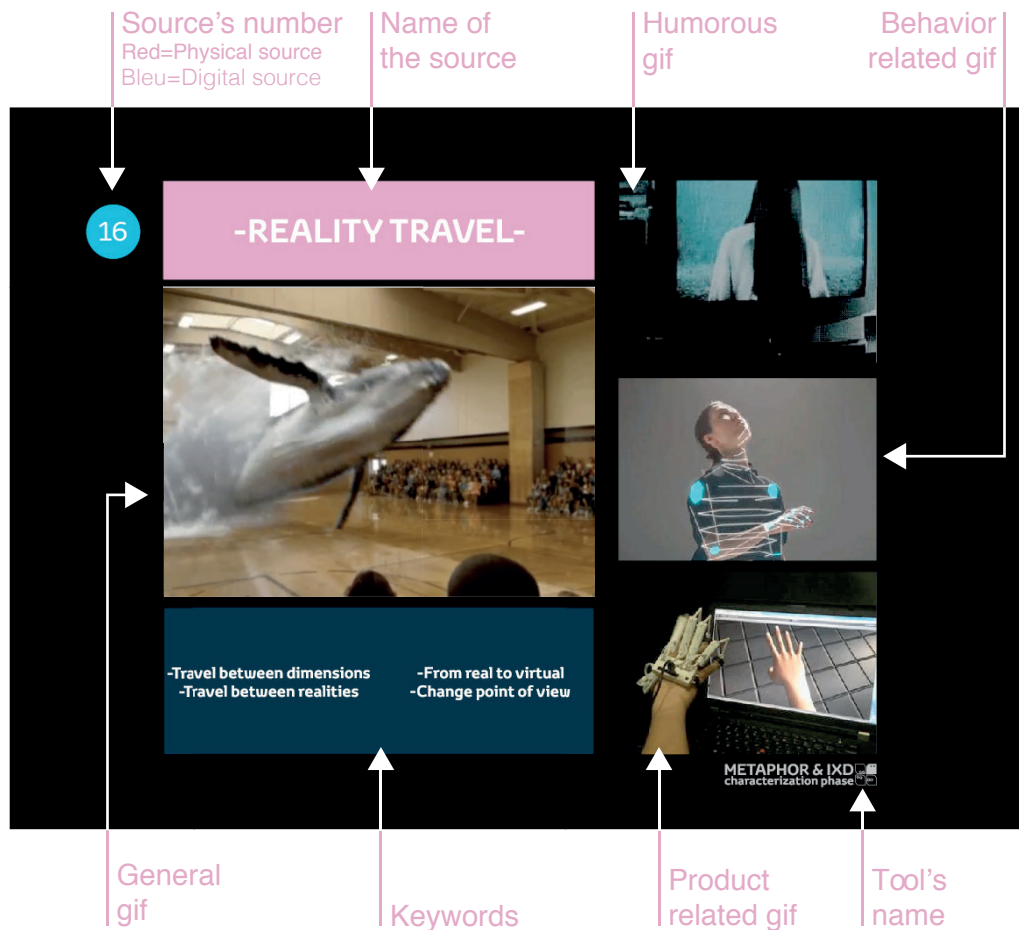 Source's number
Red=Physical source
Bleu=Digital source
Name of
the source
Humorous
gif
Behavior
related gif
16
-REALITY TRAVEL-
-Travel between dimensions
-Travel between realities
-From real to virtual
-Change point of view
METAPHOR & IXD
characterization phase
General
gif
Keywords
Product
related gif
Tool's
name